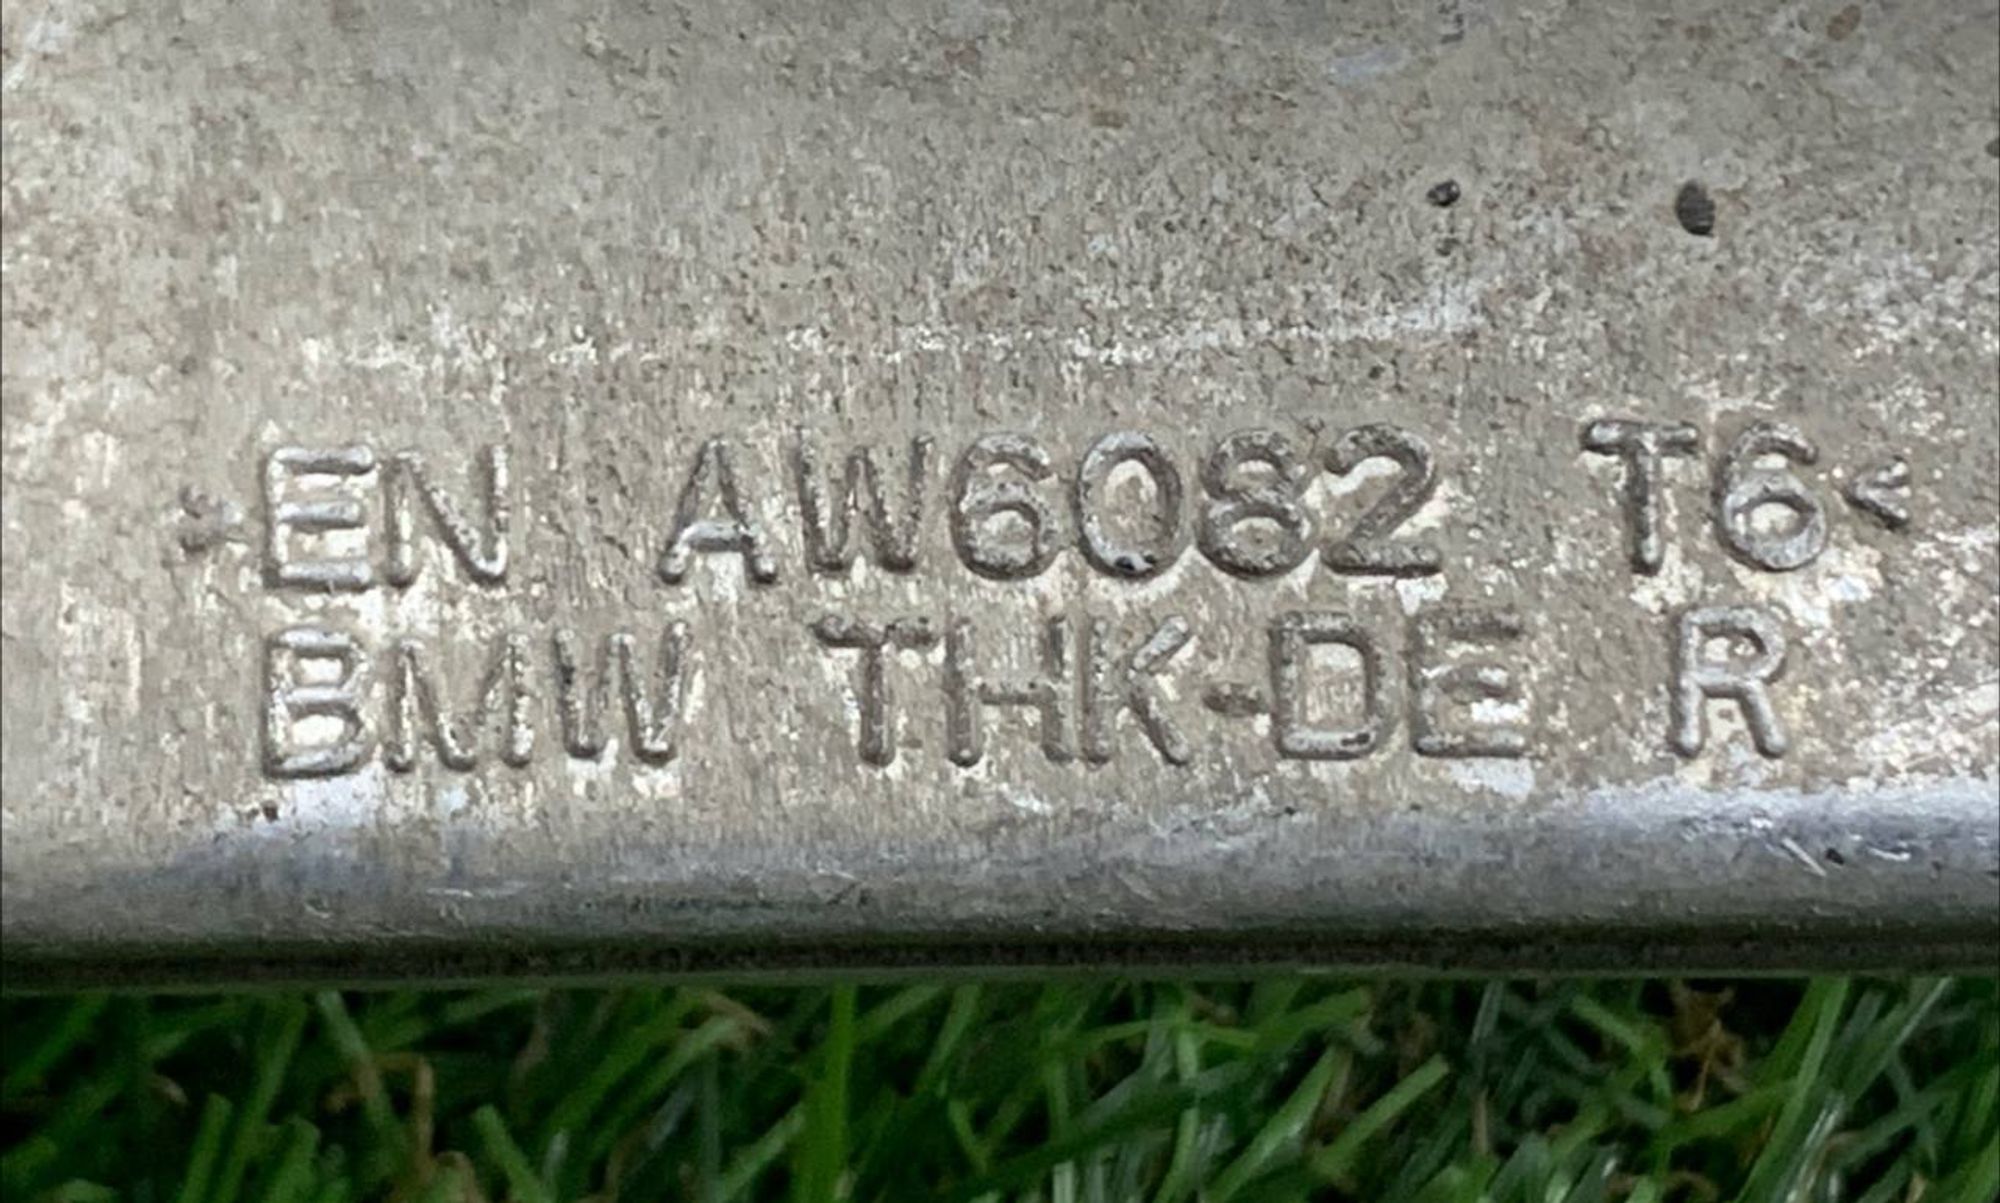 >EN AW6082 T6<
BMW THK-DE R